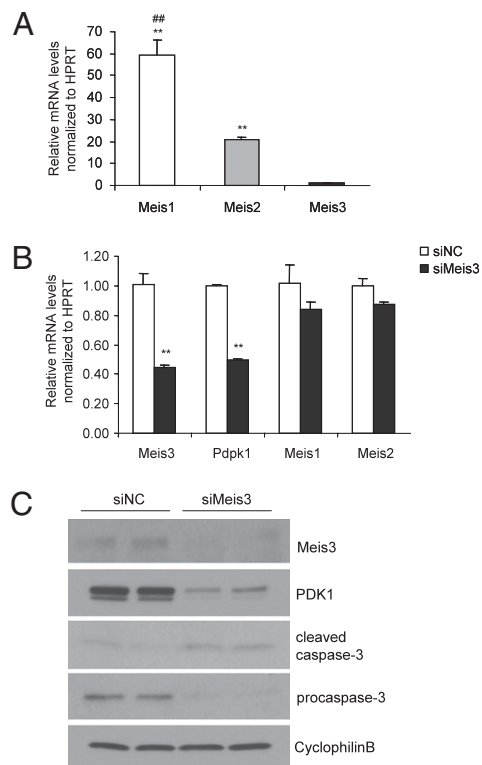 A
Relative mRNA levels
normalized to HPRT
70
60
50
40
30
20
10
0
##
**
**
Meis1 Meis2 Meis3
B
siNC
siMeis3
Relative mRNA levels
normalized to HPRT
1.20
1.00
0.80
0.60
0.40
0.20
0.00
** **
Meis3 Pdpk1 Meis1 Meis2
C
siNC siMeis3
Meis3
PDK1
cleaved
caspase-3
procaspase-3
CyclophilinB